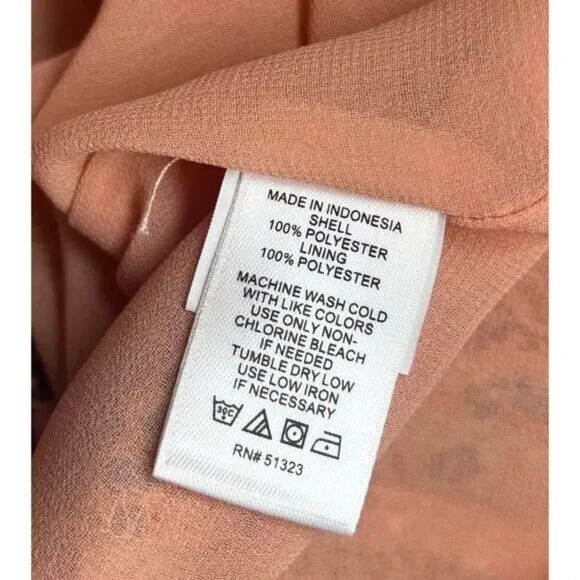 MADE IN INDONESIA
SHELL
100% POLYESTER
LINING
100% POLYESTER
MACHINE WASH COLD
WITH LIKE COLORS
USE ONLY NON-
CHLORINE BLEACH
IF NEEDED
TUMBLE DRY LOW
USE LOW IRON
IF NECESSARY
30C
RN# 51323